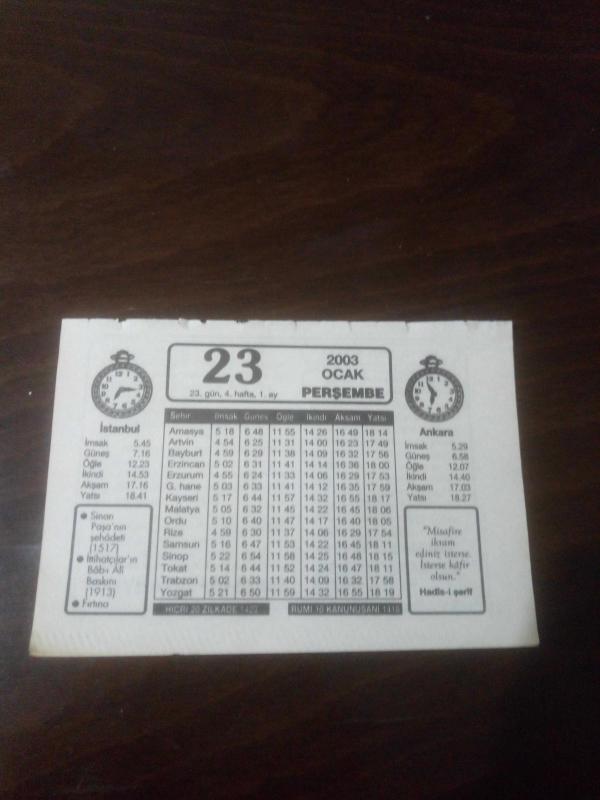 23
2003
OCAK
PERŞEMBE
23. gün, 4. hafta, 1. ay
İstanbul
İmsak 5.45
Güneş 7.16
Öğle 12.23
İkindi 14.53
Akşam 17.16
Yatsı 18.41
Sinan
Paşa'nın
şehâdeti
(1517)
İttihatçılar'ın
Bâb-ı Âli
Baskını
(1913)
Fırtına
Şehir İmsak Güneş Öğle İkindi Akşam Yatsı
Amasya 5 18 6 48 11 55 14 26 16 49 18 14
Artvin 4 54 6 25 11 31 14 00 16 23 17 49
Bayburt 4 59 6 29 11 38 14 09 16 32 17 56
Erzincan 5 02 6 31 11 41 14 14 16 36 18 00
Erzurum 4 55 6 24 11 33 14 06 16 29 17 53
G. hane 5 03 6 33 11 41 14 12 16 35 17 59
Kayseri 5 17 6 44 11 57 14 32 16 55 18 17
Malatya 5 05 6 32 11 45 14 22 16 45 18 06
Ordu 5 10 6 40 11 47 14 17 16 40 18 05
Rize 4 59 6 30 11 37 14 06 16 29 17 54
Samsun 5 16 6 47 11 53 14 22 16 45 18 11
Sinop 5 22 6 54 11 58 14 25 16 48 18 15
Tokat 5 14 6 44 11 52 14 24 16 47 18 11
Trabzon 5 02 6 33 11 40 14 09 16 32 17 58
Yozgat 5 21 6 50 11 59 14 32 16 55 18 19
HİCRİ 20 ZİLKADE 1423
RUMİ 10 KANUNUSANİ 1418
Ankara
İmsak 5.29
Güneş 6.58
Öğle 12.07
İkindi 14.40
Akşam 17.03
Yatsı 18.27
"Misafire
ikram
ediniz isterse.
İsterse kâfir
olsun."
Hadîs-i şerîf